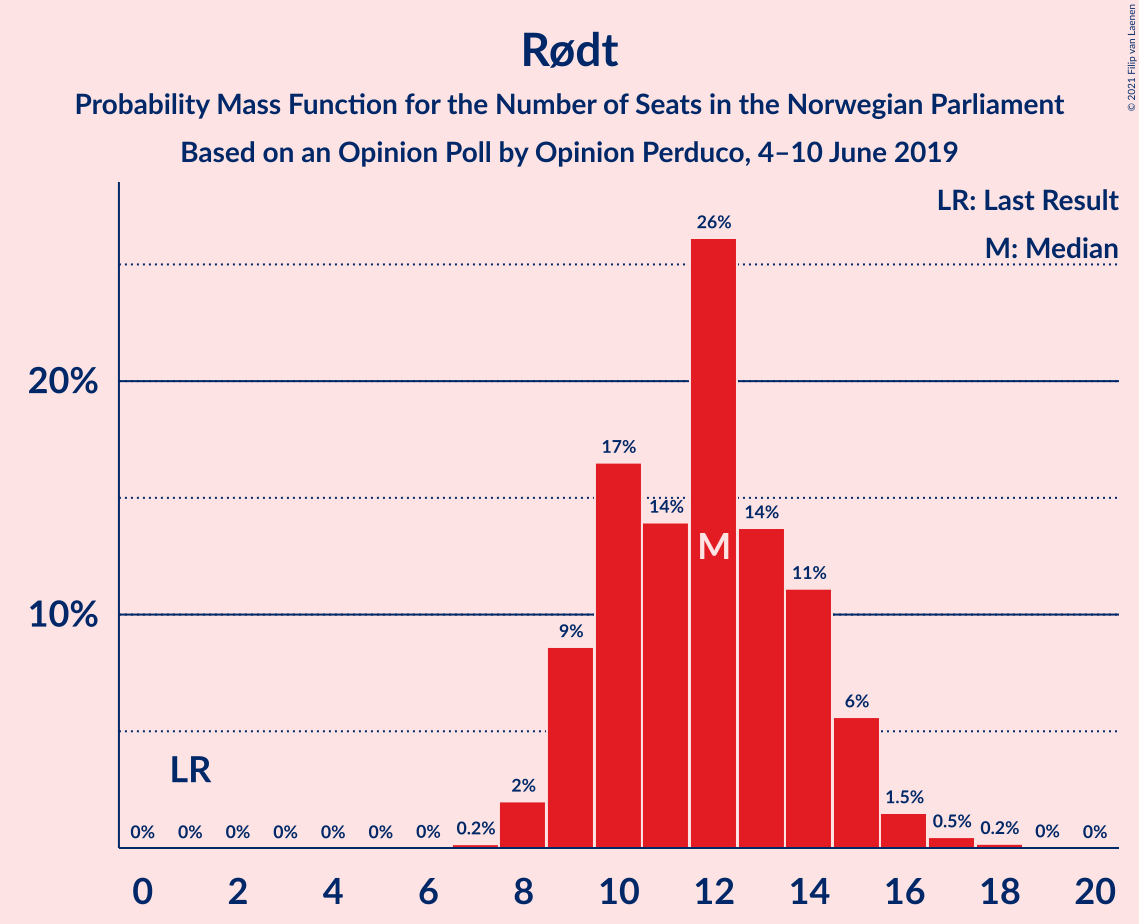 Rødt
Probability Mass Function for the Number of Seats in the Norwegian Parliament
Based on an Opinion Poll by Opinion Perduco, 4–10 June 2019
© 2021 Filip van Laenen
LR: Last Result
M: Median
20%
10%
0% 0% 0% 0% 0% 0% 0% 0.2% 2% 9% 17% 14% 26% 14% 11% 6% 1.5% 0.5% 0.2% 0% 0%
LR
M
0 2 4 6 8 10 12 14 16 18 20